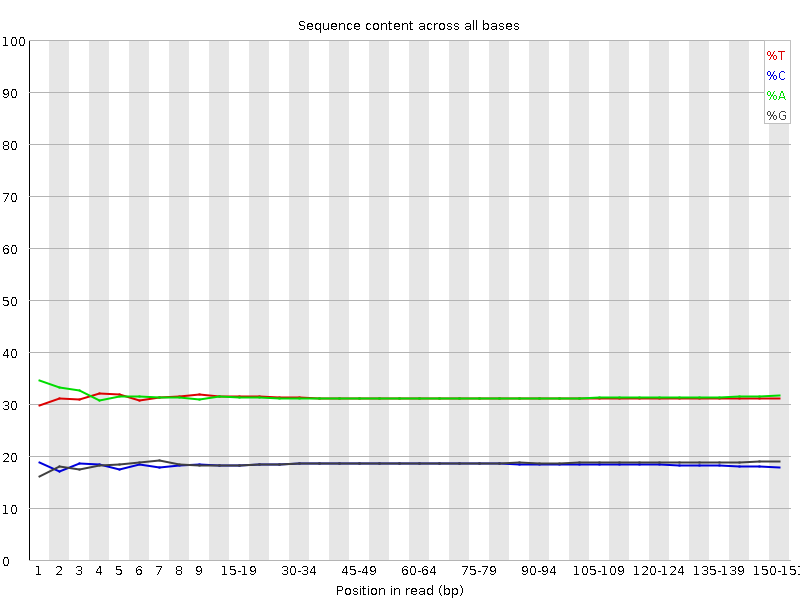 Sequence content across all bases
100
90
80
70
60
50
40
30
20
10
0
%T
%C
%A
%G
1 2 3 4 5 6 7 8 9 15-19 30-34 45-49 60-64 75-79 90-94 105-109 120-124 135-139 150-151
Position in read (bp)